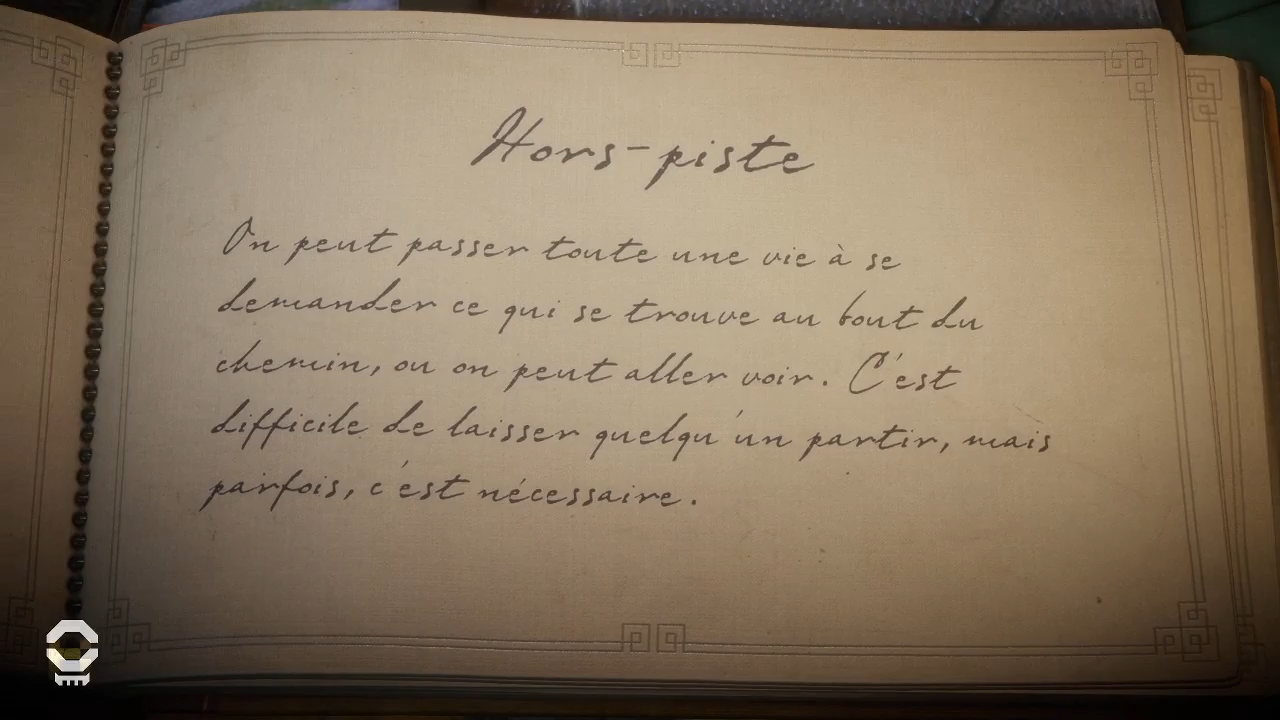 Hors-piste
On peut passer toute une vie à se
demander ce qui se trouve au bout du
chemin, ou on peut aller voir. C'est
difficile de laisser quelqu'un partir, mais
parfois, c'est nécessaire.